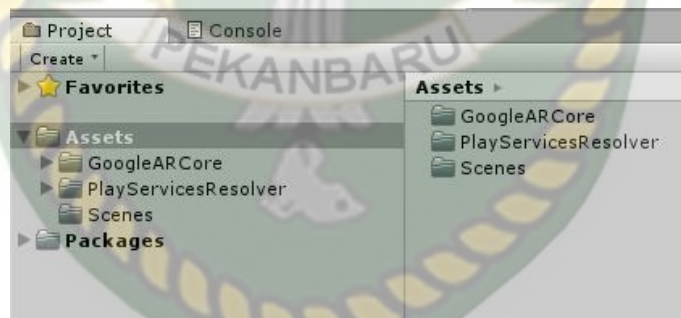 Project
Console
Create
PEKANBARU
Favorites
Assets
GoogleARCore
PlayServicesResolver
Scenes
Packages
Assets
GoogleARCore
PlayServicesResolver
Scenes